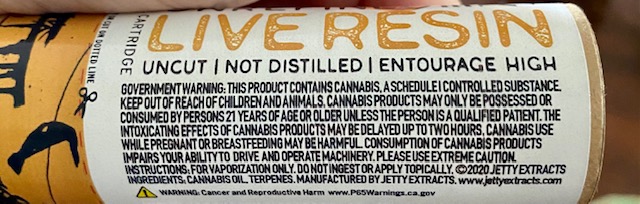 CARTRIDGE
ON DOTTED LINE
LIVE RESIN
UNCUT | NOT DISTILLED | ENTOURAGE HIGH
GOVERNMENT WARNING: THIS PRODUCT CONTAINS CANNABIS, A SCHEDULE I CONTROLLED SUBSTANCE.
KEEP OUT OF REACH OF CHILDREN AND ANIMALS. CANNABIS PRODUCTS MAY ONLY BE POSSESSED OR
CONSUMED BY PERSONS 21 YEARS OF AGE OR OLDER UNLESS THE PERSON IS A QUALIFIED PATIENT. THE
INTOXICATING EFFECTS OF CANNABIS PRODUCTS MAY BE DELAYED UP TO TWO HOURS. CANNABIS USE
WHILE PREGNANT OR BREASTFEEDING MAY BE HARMFUL. CONSUMPTION OF CANNABIS PRODUCTS
IMPAIRS YOUR ABILITY TO DRIVE AND OPERATE MACHINERY. PLEASE USE EXTREME CAUTION.
INSTRUCTIONS: FOR VAPORIZATION ONLY. DO NOT INGEST OR APPLY TOPICALLY. ©2020 JETTY EXTRACTS
INGREDIENTS: CANNABIS OIL, TERPENES. MANUFACTURED BY JETTY EXTRACTS. www.jettyextracts.com
WARNING: Cancer and Reproductive Harm www.P65Warnings.ca.gov